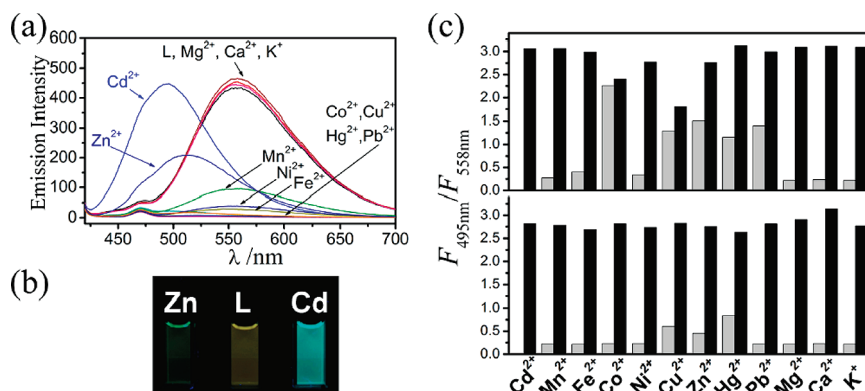 (a)
600
500
400
300
200
100
0
Emission Intensity
L, Mg²⁺, Ca²⁺, K⁺
Cd²⁺
Zn²⁺
Co²⁺,Cu²⁺
Hg²⁺,Pb²⁺
Mn²⁺
Ni²⁺
Fe²⁺
450 500 550 600 650 700
λ /nm
(b)
Zn L Cd
(c)
3.0
2.5
2.0
1.5
1.0
0.5
0.0
F495nm/F558nm
3.0
2.5
2.0
1.5
1.0
0.5
0.0
Cd²⁺ Mn²⁺ Fe²⁺ Co²⁺ Ni²⁺ Cu²⁺ Zn²⁺ Hg²⁺ Pb²⁺ Mg²⁺ Ca²⁺ K⁺